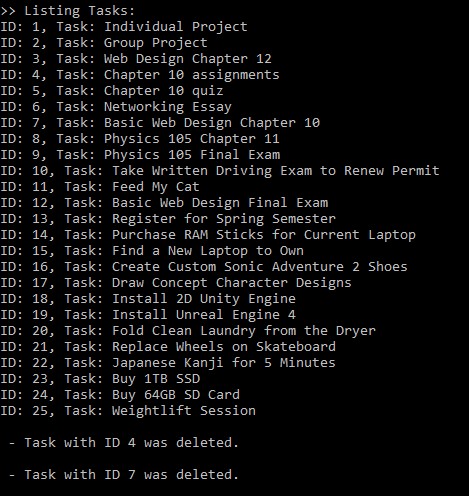 >> Listing Tasks:
ID: 1, Task: Individual Project
ID: 2, Task: Group Project
ID: 3, Task: Web Design Chapter 12
ID: 4, Task: Chapter 10 assignments
ID: 5, Task: Chapter 10 quiz
ID: 6, Task: Networking Essay
ID: 7, Task: Basic Web Design Chapter 10
ID: 8, Task: Physics 105 Chapter 11
ID: 9, Task: Physics 105 Final Exam
ID: 10, Task: Take Written Driving Exam to Renew Permit
ID: 11, Task: Feed My Cat
ID: 12, Task: Basic Web Design Final Exam
ID: 13, Task: Register for Spring Semester
ID: 14, Task: Purchase RAM Sticks for Current Laptop
ID: 15, Task: Find a New Laptop to Own
ID: 16, Task: Create Custom Sonic Adventure 2 Shoes
ID: 17, Task: Draw Concept Character Designs
ID: 18, Task: Install 2D Unity Engine
ID: 19, Task: Install Unreal Engine 4
ID: 20, Task: Fold Clean Laundry from the Dryer
ID: 21, Task: Replace Wheels on Skateboard
ID: 22, Task: Japanese Kanji for 5 Minutes
ID: 23, Task: Buy 1TB SSD
ID: 24, Task: Buy 64GB SD Card
ID: 25, Task: Weightlift Session
- Task with ID 4 was deleted.
- Task with ID 7 was deleted.